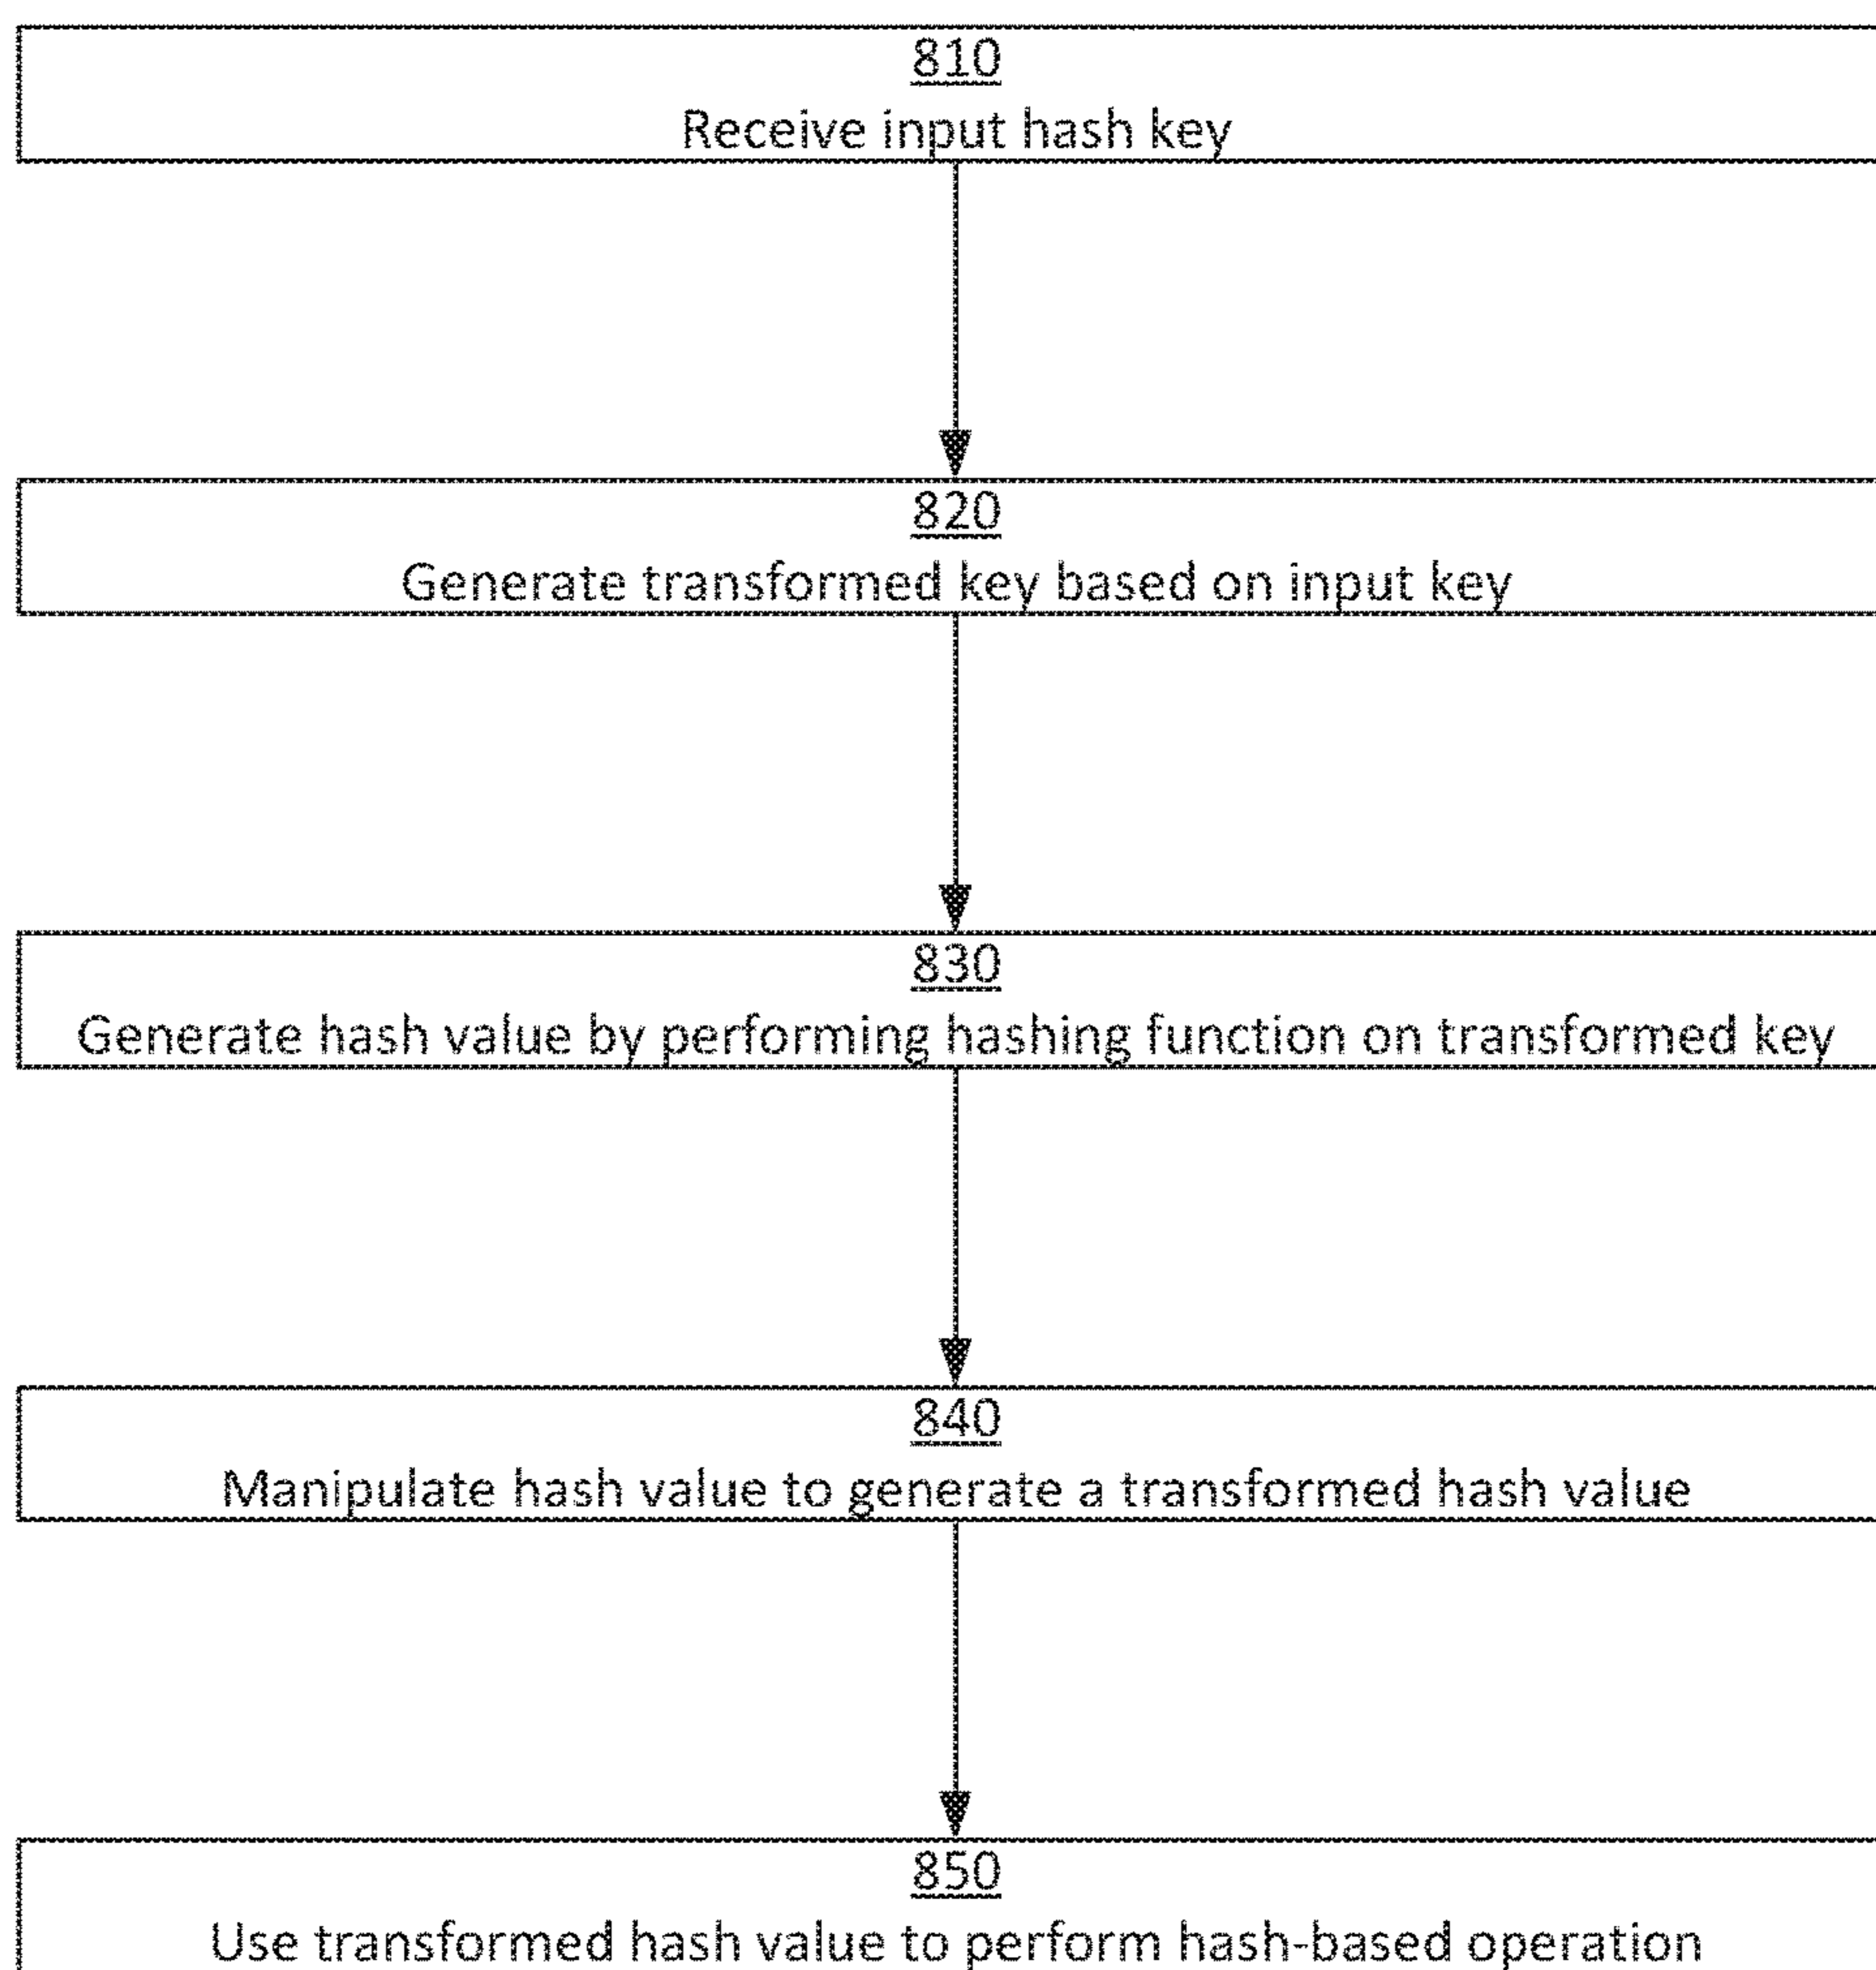 810
Receive input hash key
820
Generate transformed key based on input key
830
Generate hash value by performing hashing function on transformed key
840
Manipulate hash value to generate a transformed hash value
850
Use transformed hash value to perform hash-based operation